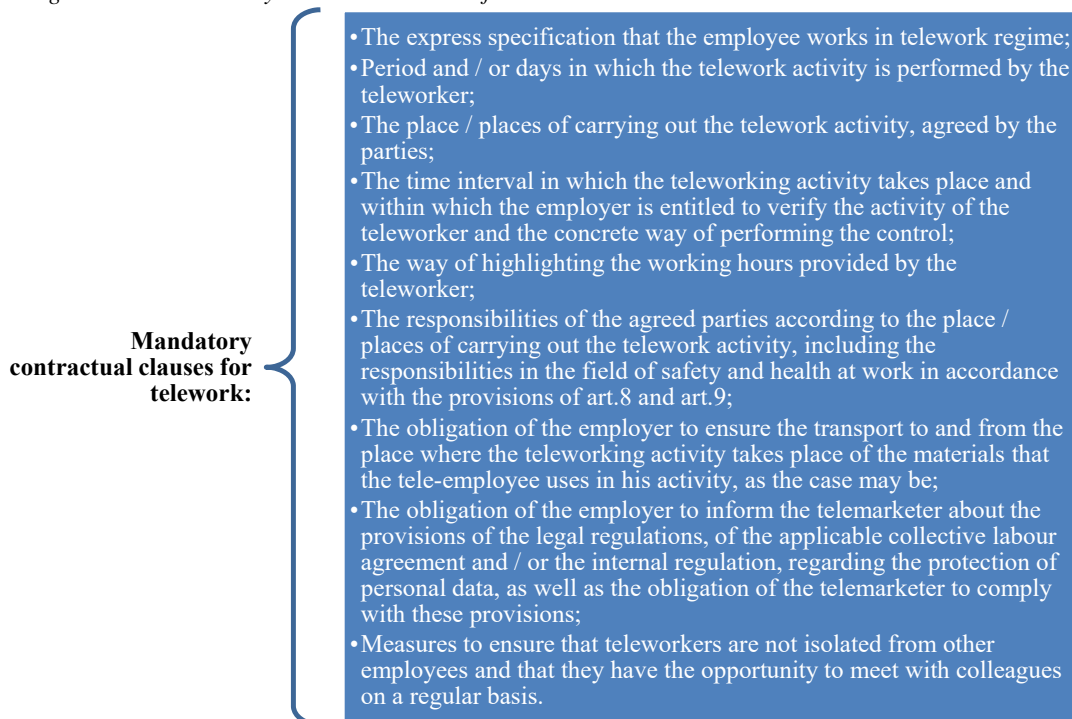 Mandatory
contractual clauses for
telework:
•The express specification that the employee works in telework regime;
•Period and / or days in which the telework activity is performed by the
teleworker;
•The place / places of carrying out the telework activity, agreed by the
parties;
•The time interval in which the teleworking activity takes place and
within which the employer is entitled to verify the activity of the
teleworker and the concrete way of performing the control;
•The way of highlighting the working hours provided by the
teleworker;
•The responsibilities of the agreed parties according to the place /
places of carrying out the telework activity, including the
responsibilities in the field of safety and health at work in accordance
with the provisions of art.8 and art.9;
•The obligation of the employer to ensure the transport to and from the
place where the teleworking activity takes place of the materials that
the tele-employee uses in his activity, as the case may be;
•The obligation of the employer to inform the telemarketer about the
provisions of the legal regulations, of the applicable collective labour
agreement and / or the internal regulation, regarding the protection of
personal data, as well as the obligation of the telemarketer to comply
with these provisions;
•Measures to ensure that teleworkers are not isolated from other
employees and that they have the opportunity to meet with colleagues
on a regular basis.